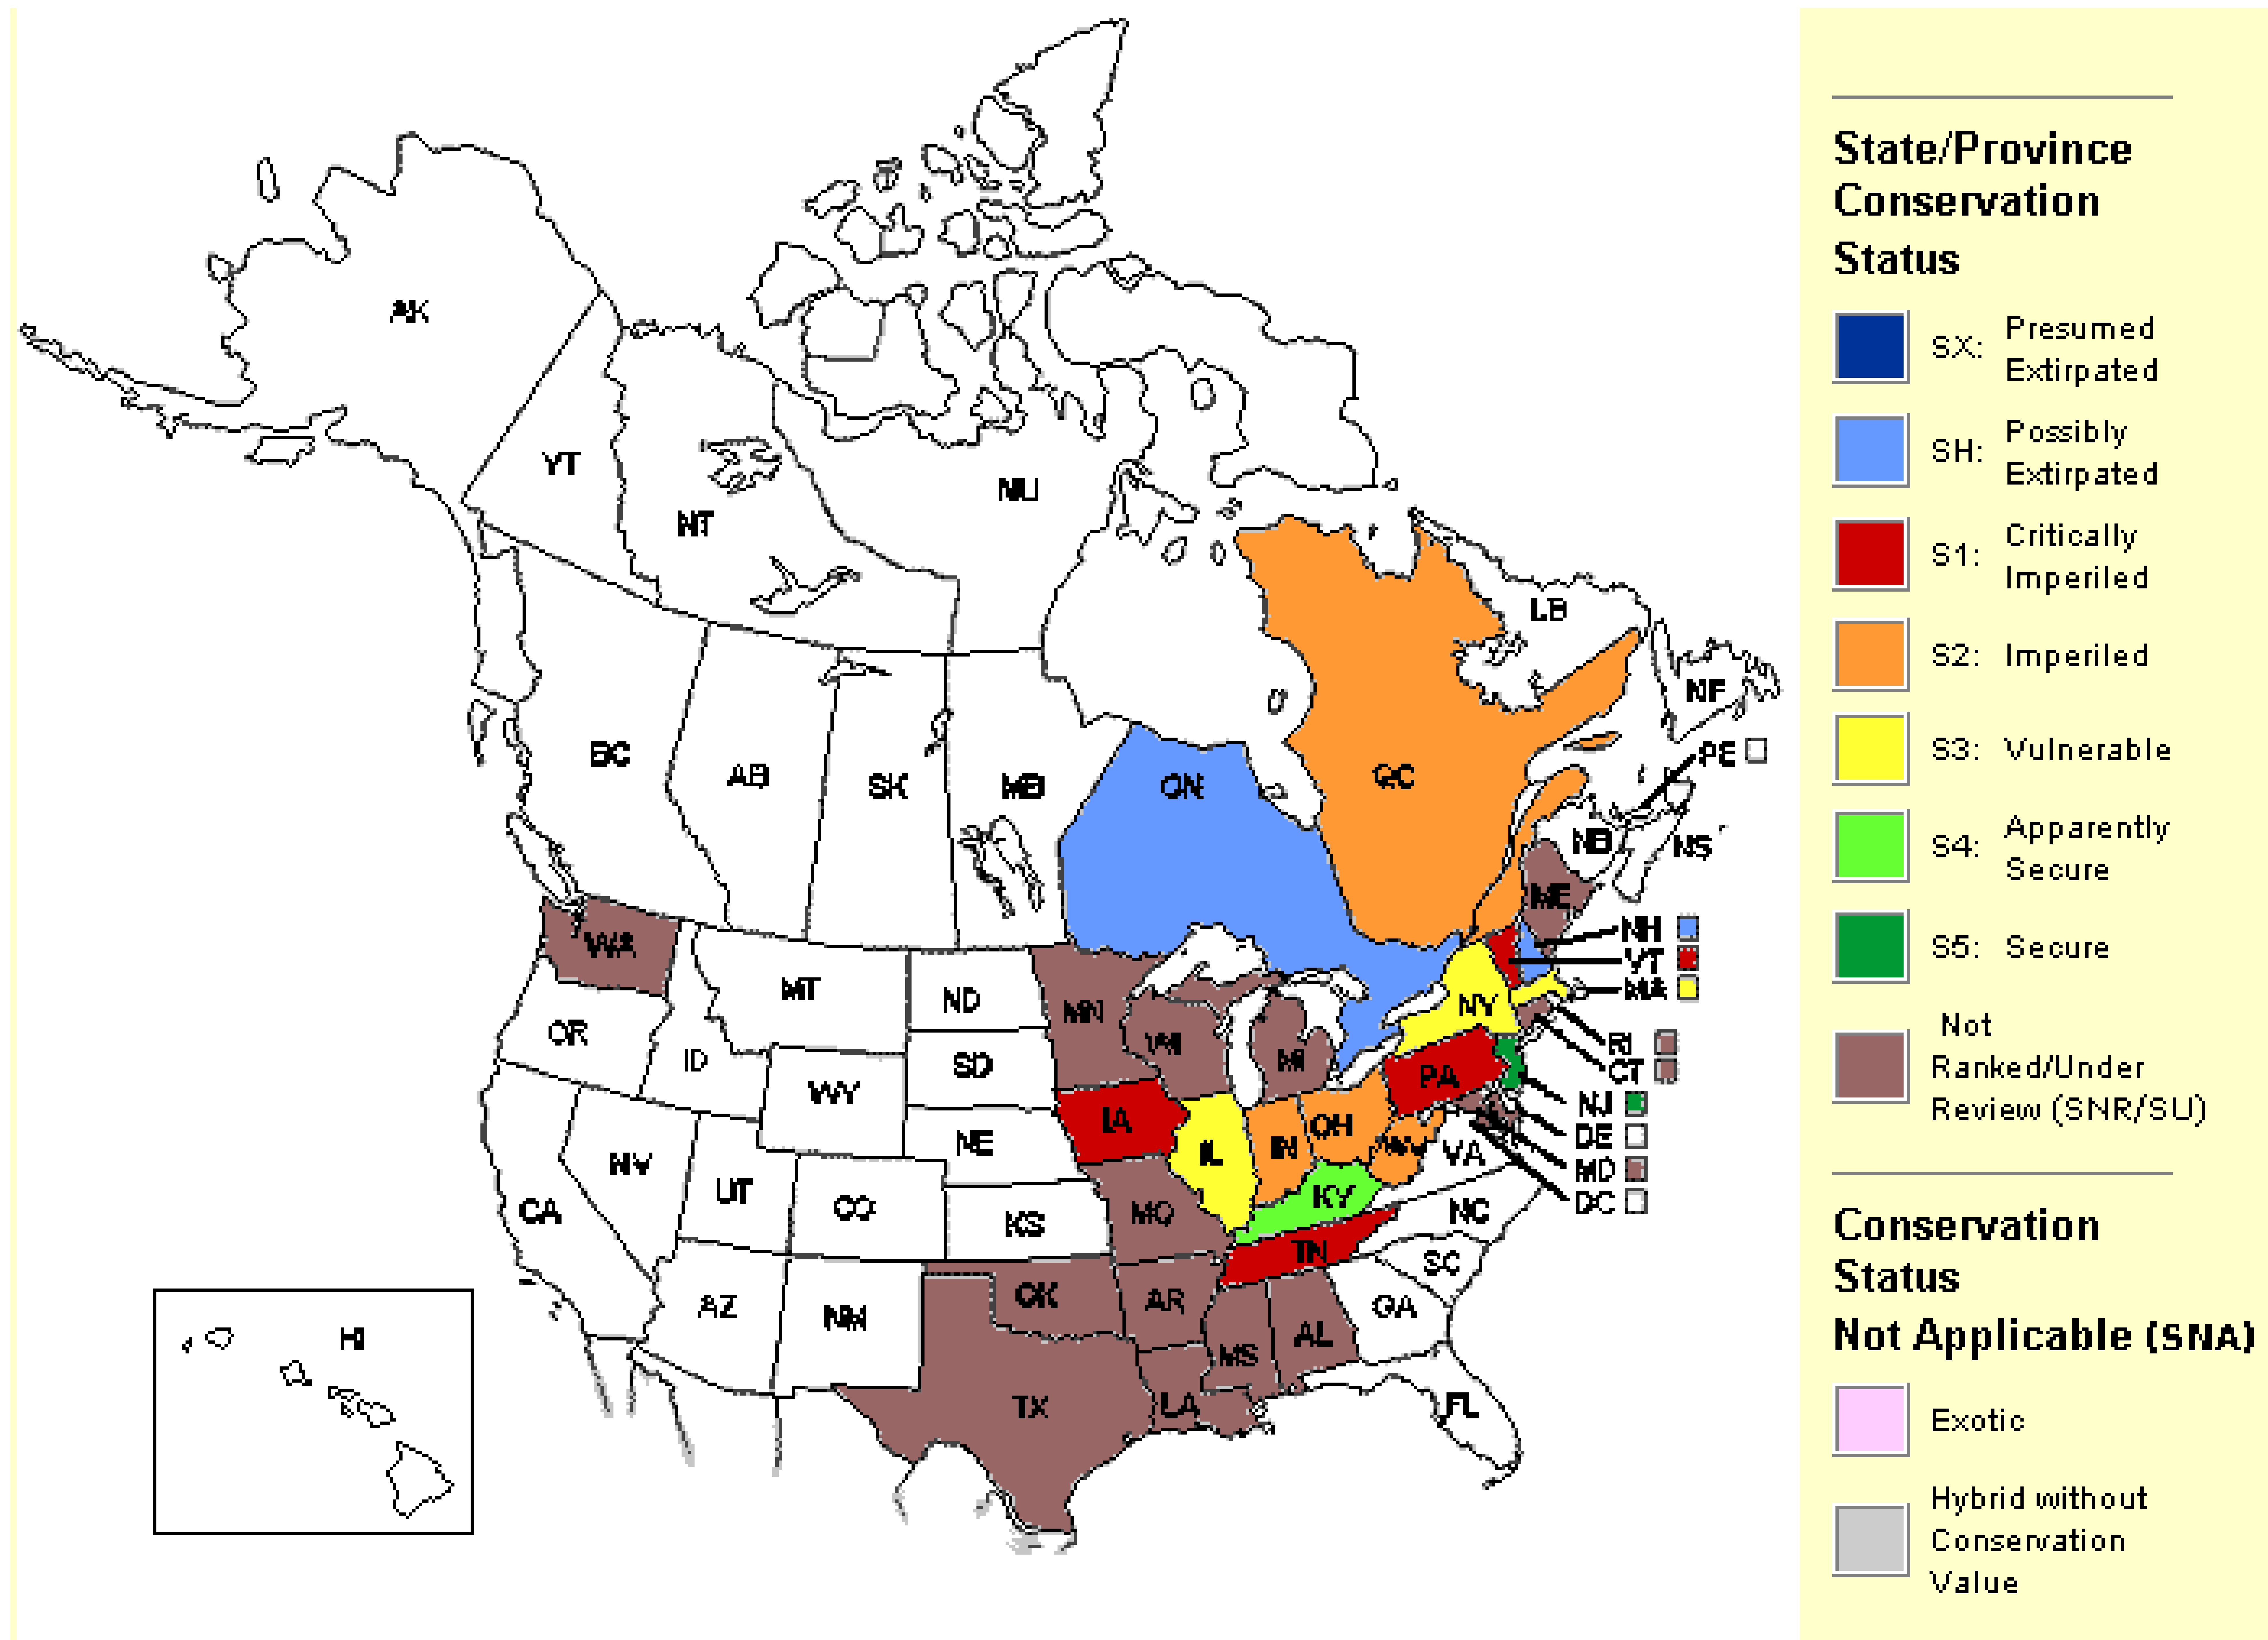 AK
YT
NT
NU
BC
AB
SK
MB
ON
QC
LB
NF
PE
NB
NS
ME
NH
VT
MA
WA
MT
ND
MN
OR
ID
SD
WI
MI
NY
RI
CT
WY
IA
PA
NJ
NE
IL
IN
OH
WV
VA
DE
MD
DC
CA
NV
UT
CO
KS
MO
KY
NC
TN
SC
AZ
NM
OK
AR
GA
HI
MS
AL
TX
LA
FL
State/Province
Conservation
Status
SX: Presumed
Extirpated
SH: Possibly
Extirpated
S1: Critically
Imperiled
S2: Imperiled
S3: Vulnerable
S4: Apparently
Secure
S5: Secure
Not
Ranked/Under
Review (SNR/SU)
Conservation
Status
Not Applicable (SNA)
Exotic
Hybrid without
Conservation
Value